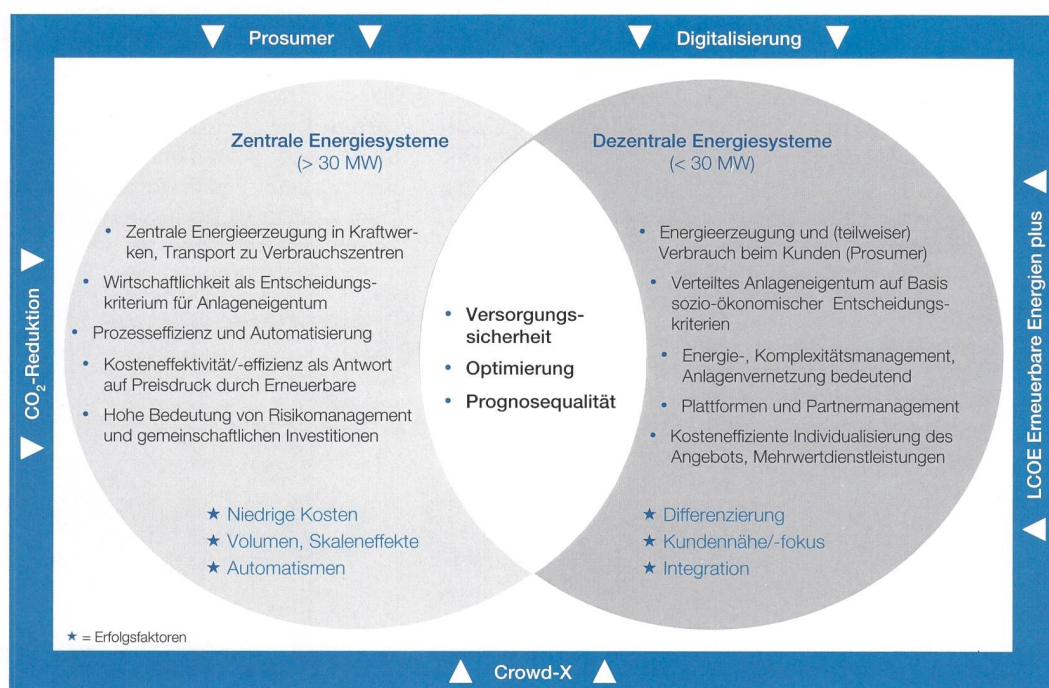 Prosumer
Digitalisierung
Zentrale Energiesysteme
(> 30 MW)
• Zentrale Energieerzeugung in Kraftwer-
ken, Transport zu Verbrauchszentren
• Wirtschaftlichkeit als Entscheidungs-
kriterium für Anlageneigentum
• Prozesseffizienz und Automatisierung
• Kosteneffektivität/-effizienz als Antwort
auf Preisdruck durch Erneuerbare
• Hohe Bedeutung von Risikomanagement
und gemeinschaftlichen Investitionen
★ Niedrige Kosten
★ Volumen, Skaleneffekte
★ Automatismen
• Versorgungs-
sicherheit
• Optimierung
• Prognosequalität
Dezentrale Energiesysteme
(< 30 MW)
• Energieerzeugung und (teilweiser)
Verbrauch beim Kunden (Prosumer)
• Verteiltes Anlageneigentum auf Basis
sozio-ökonomischer Entscheidungs-
kriterien
• Energie-, Komplexitätsmanagement,
Anlagenvernetzung bedeutend
• Plattformen und Partnermanagement
• Kosteneffiziente Individualisierung des
Angebots, Mehrwertdienstleistungen
★ Differenzierung
★ Kundennähe/-fokus
★ Integration
★ = Erfolgsfaktoren
CO₂-Reduktion
LCOE Erneuerbare Energien plus
Crowd-X